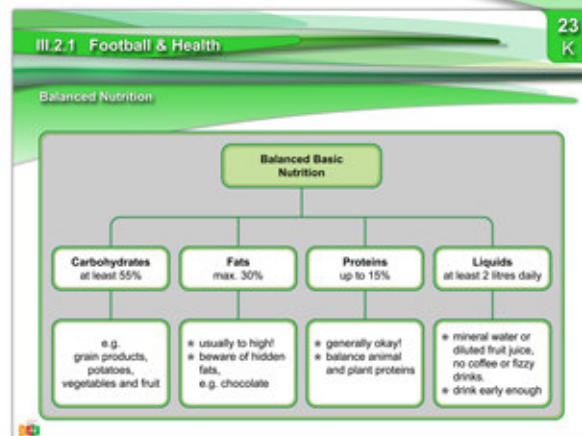 23
K
III.2.1 Football & Health
Balanced Nutrition
Balanced Basic
Nutrition
Carbohydrates
at least 55%
Fats
max. 30%
Proteins
up to 15%
Liquids
at least 2 litres daily
e.g.
grain products,
potatoes,
vegetables and fruit
* usually to high!
* beware of hidden
fats,
e.g. chocolate
* generally okay!
* balance animal
and plant proteins
* mineral water or
diluted fruit juice,
no coffee or fizzy
drinks.
* drink early enough